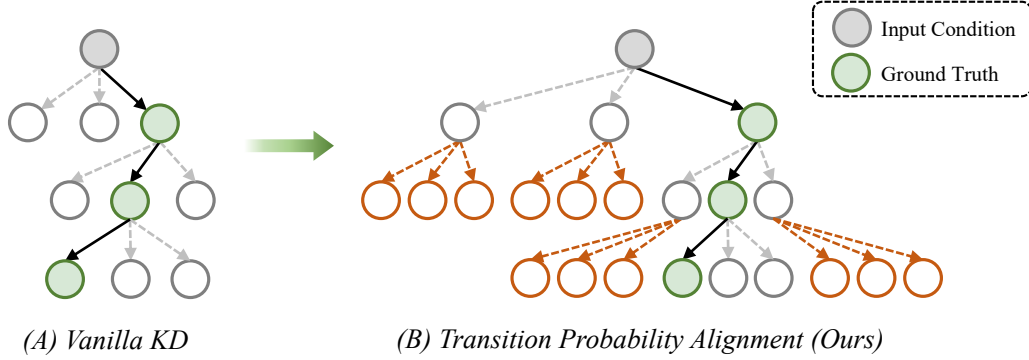 Input Condition
Ground Truth
(A) Vanilla KD
(B) Transition Probability Alignment (Ours)